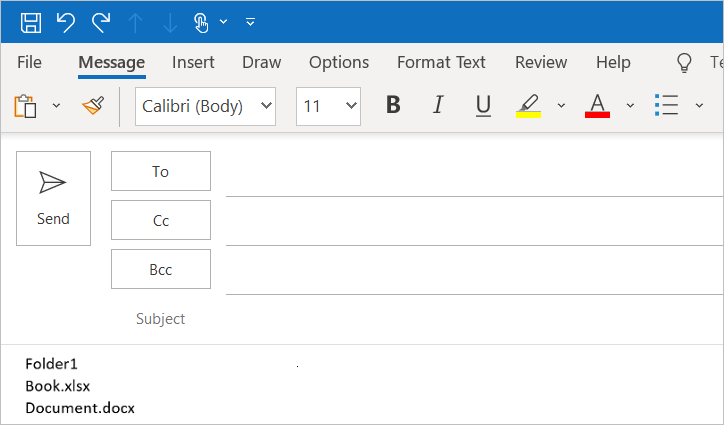 File Message Insert Draw Options Format Text Review Help
Calibri (Body) 11 B I U A
To
Send
Cc
Bcc
Subject
Folder1
Book.xlsx
Document.docx